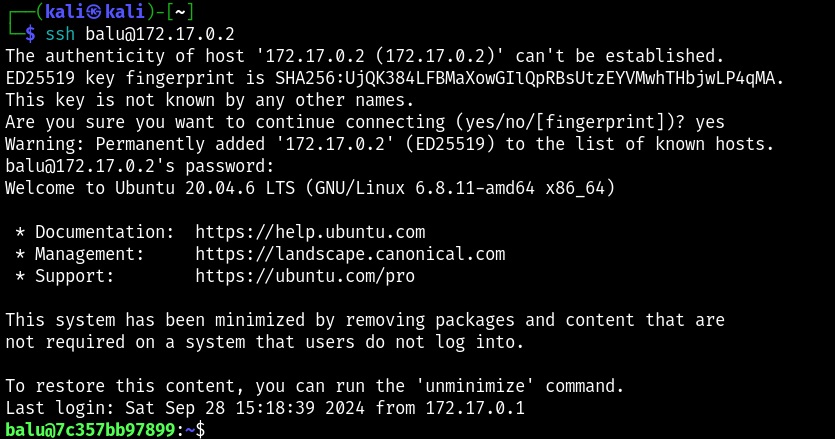 ┌──(kali㉿kali)-[~]
└─$ ssh balu@172.17.0.2
The authenticity of host '172.17.0.2 (172.17.0.2)' can't be established.
ED25519 key fingerprint is SHA256:UjQK384LFBMaXowGIlQpRBsUtzEYVMwhTHbjwLP4qMA.
This key is not known by any other names.
Are you sure you want to continue connecting (yes/no/[fingerprint])? yes
Warning: Permanently added '172.17.0.2' (ED25519) to the list of known hosts.
balu@172.17.0.2's password:
Welcome to Ubuntu 20.04.6 LTS (GNU/Linux 6.8.11-amd64 x86_64)

 * Documentation:  https://help.ubuntu.com
 * Management:     https://landscape.canonical.com
 * Support:        https://ubuntu.com/pro

This system has been minimized by removing packages and content that are
not required on a system that users do not log into.

To restore this content, you can run the 'unminimize' command.
Last login: Sat Sep 28 15:18:39 2024 from 172.17.0.1
balu@7c357bb97899:~$